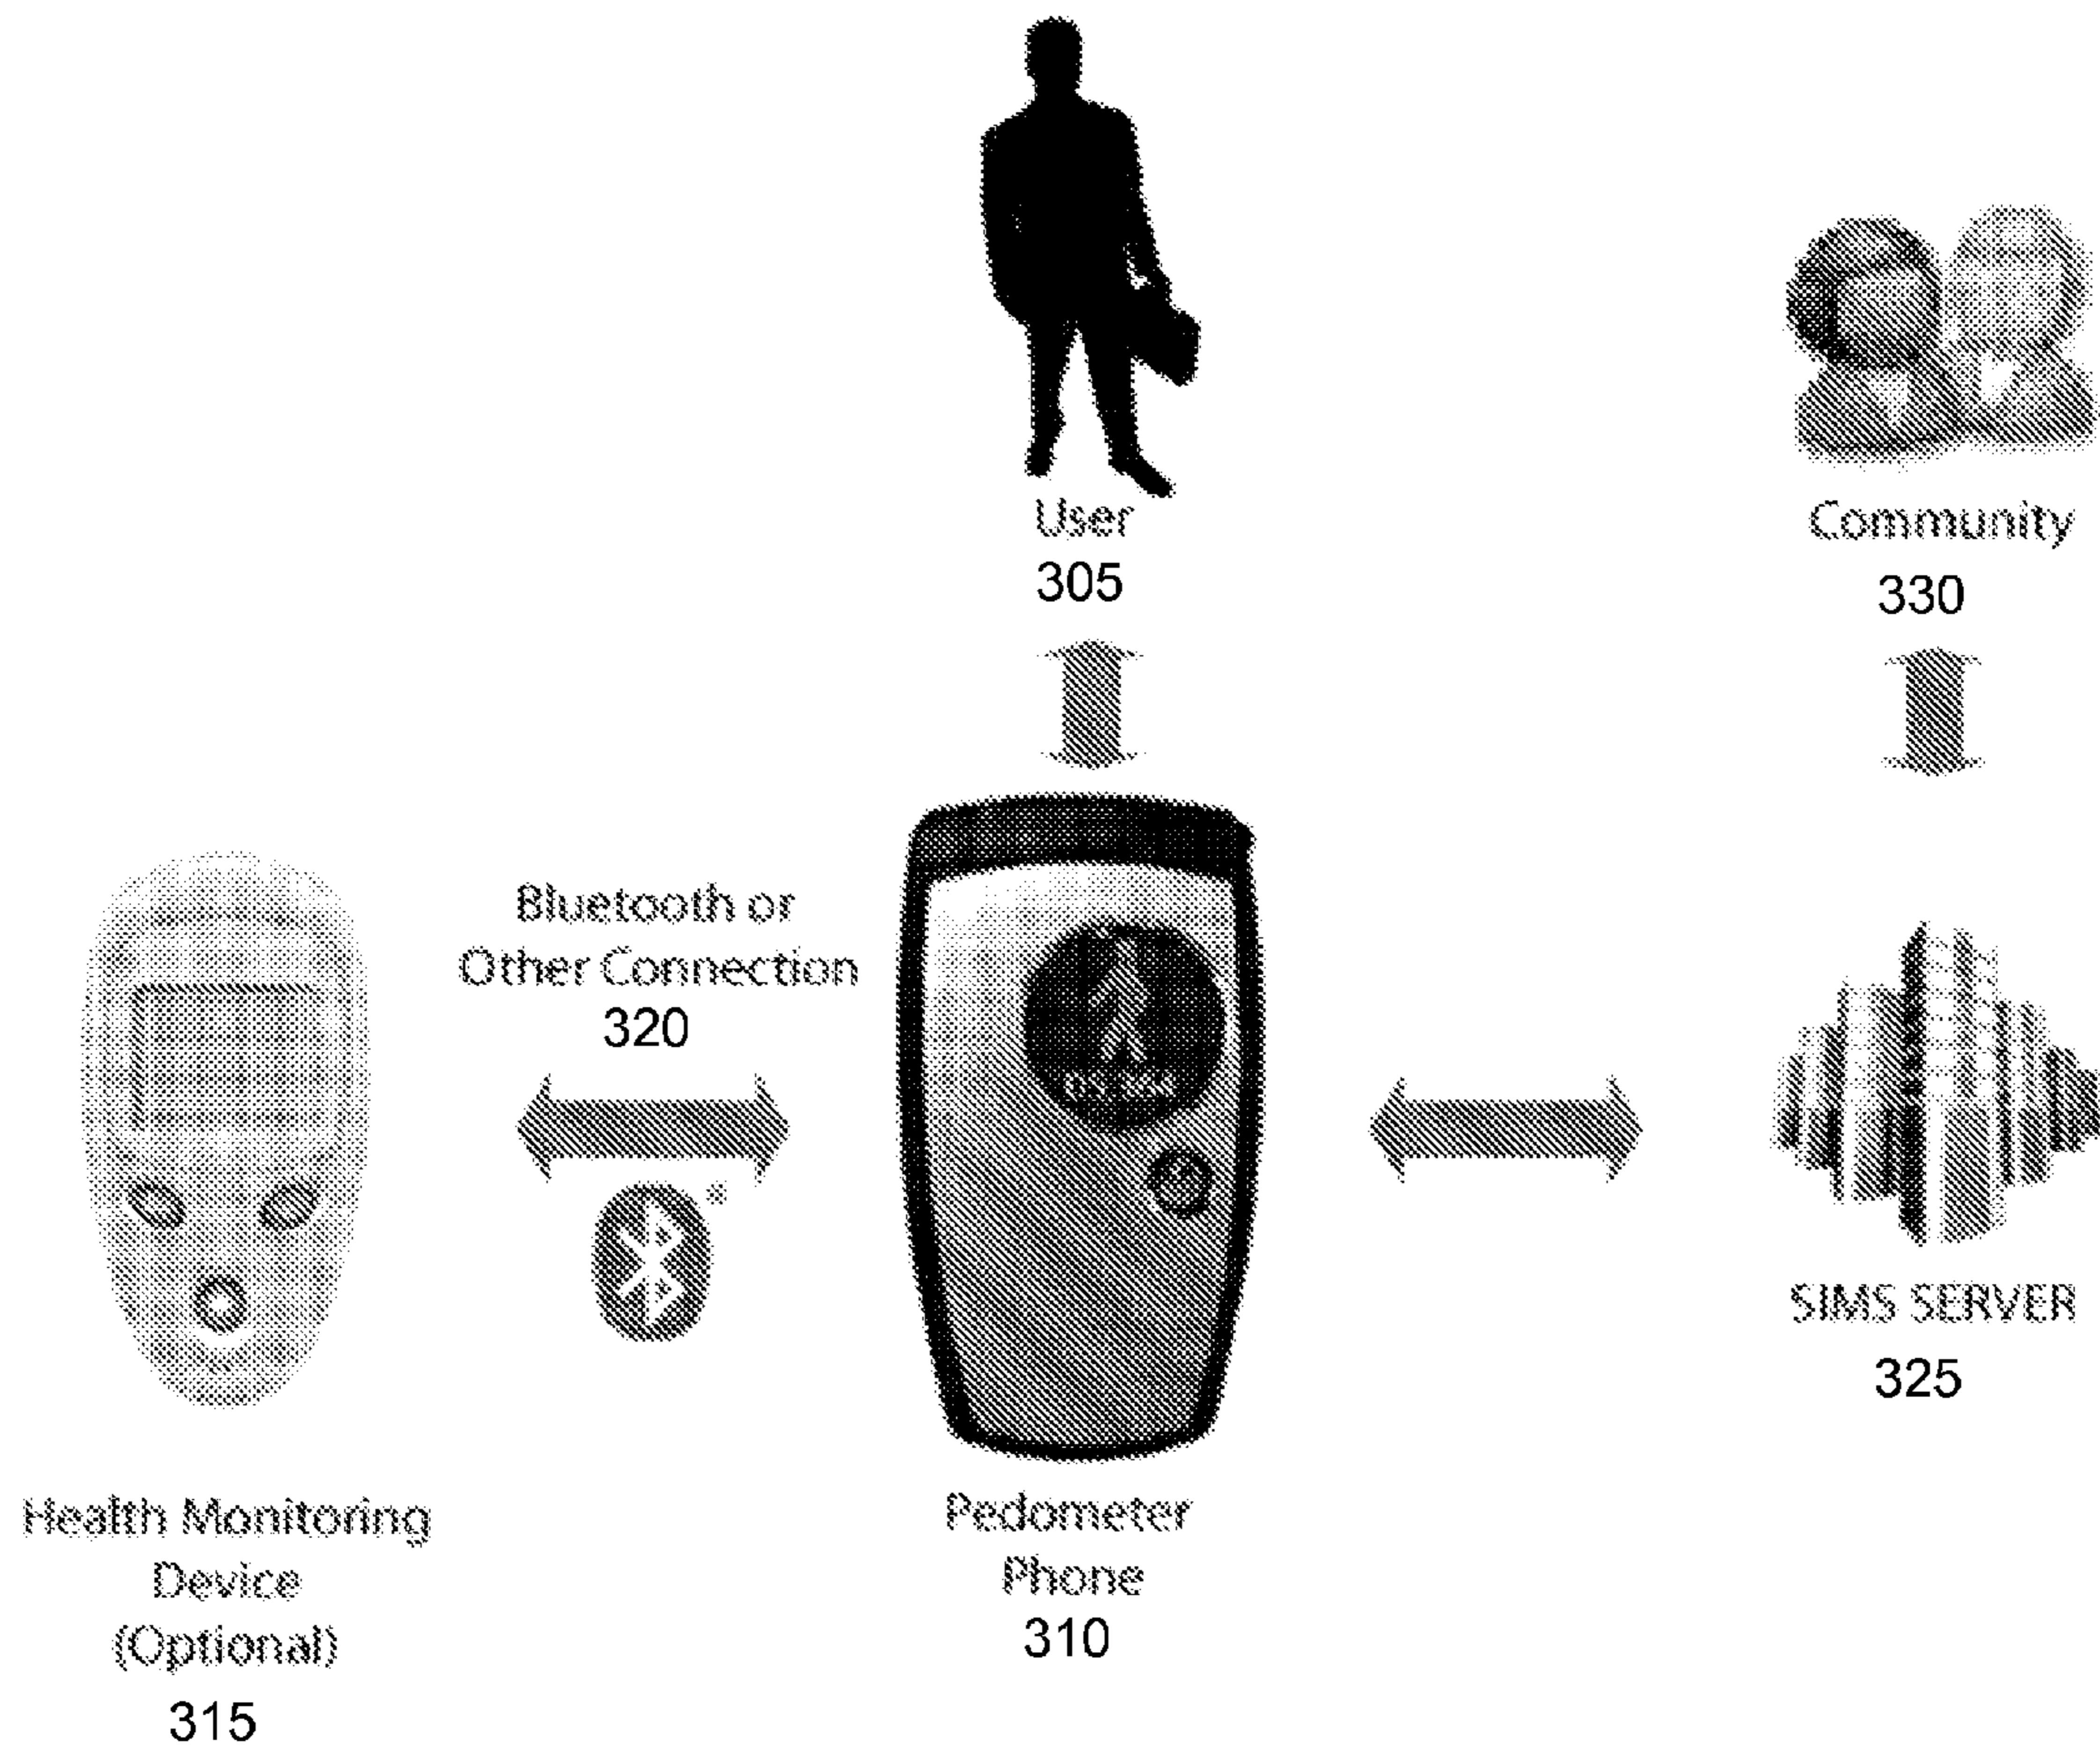 User
305
Community
330
Bluetooth or
Other Connection
320
SIMS SERVER
325
Health Monitoring
Device
(Optional)
315
Pedometer
Phone
310